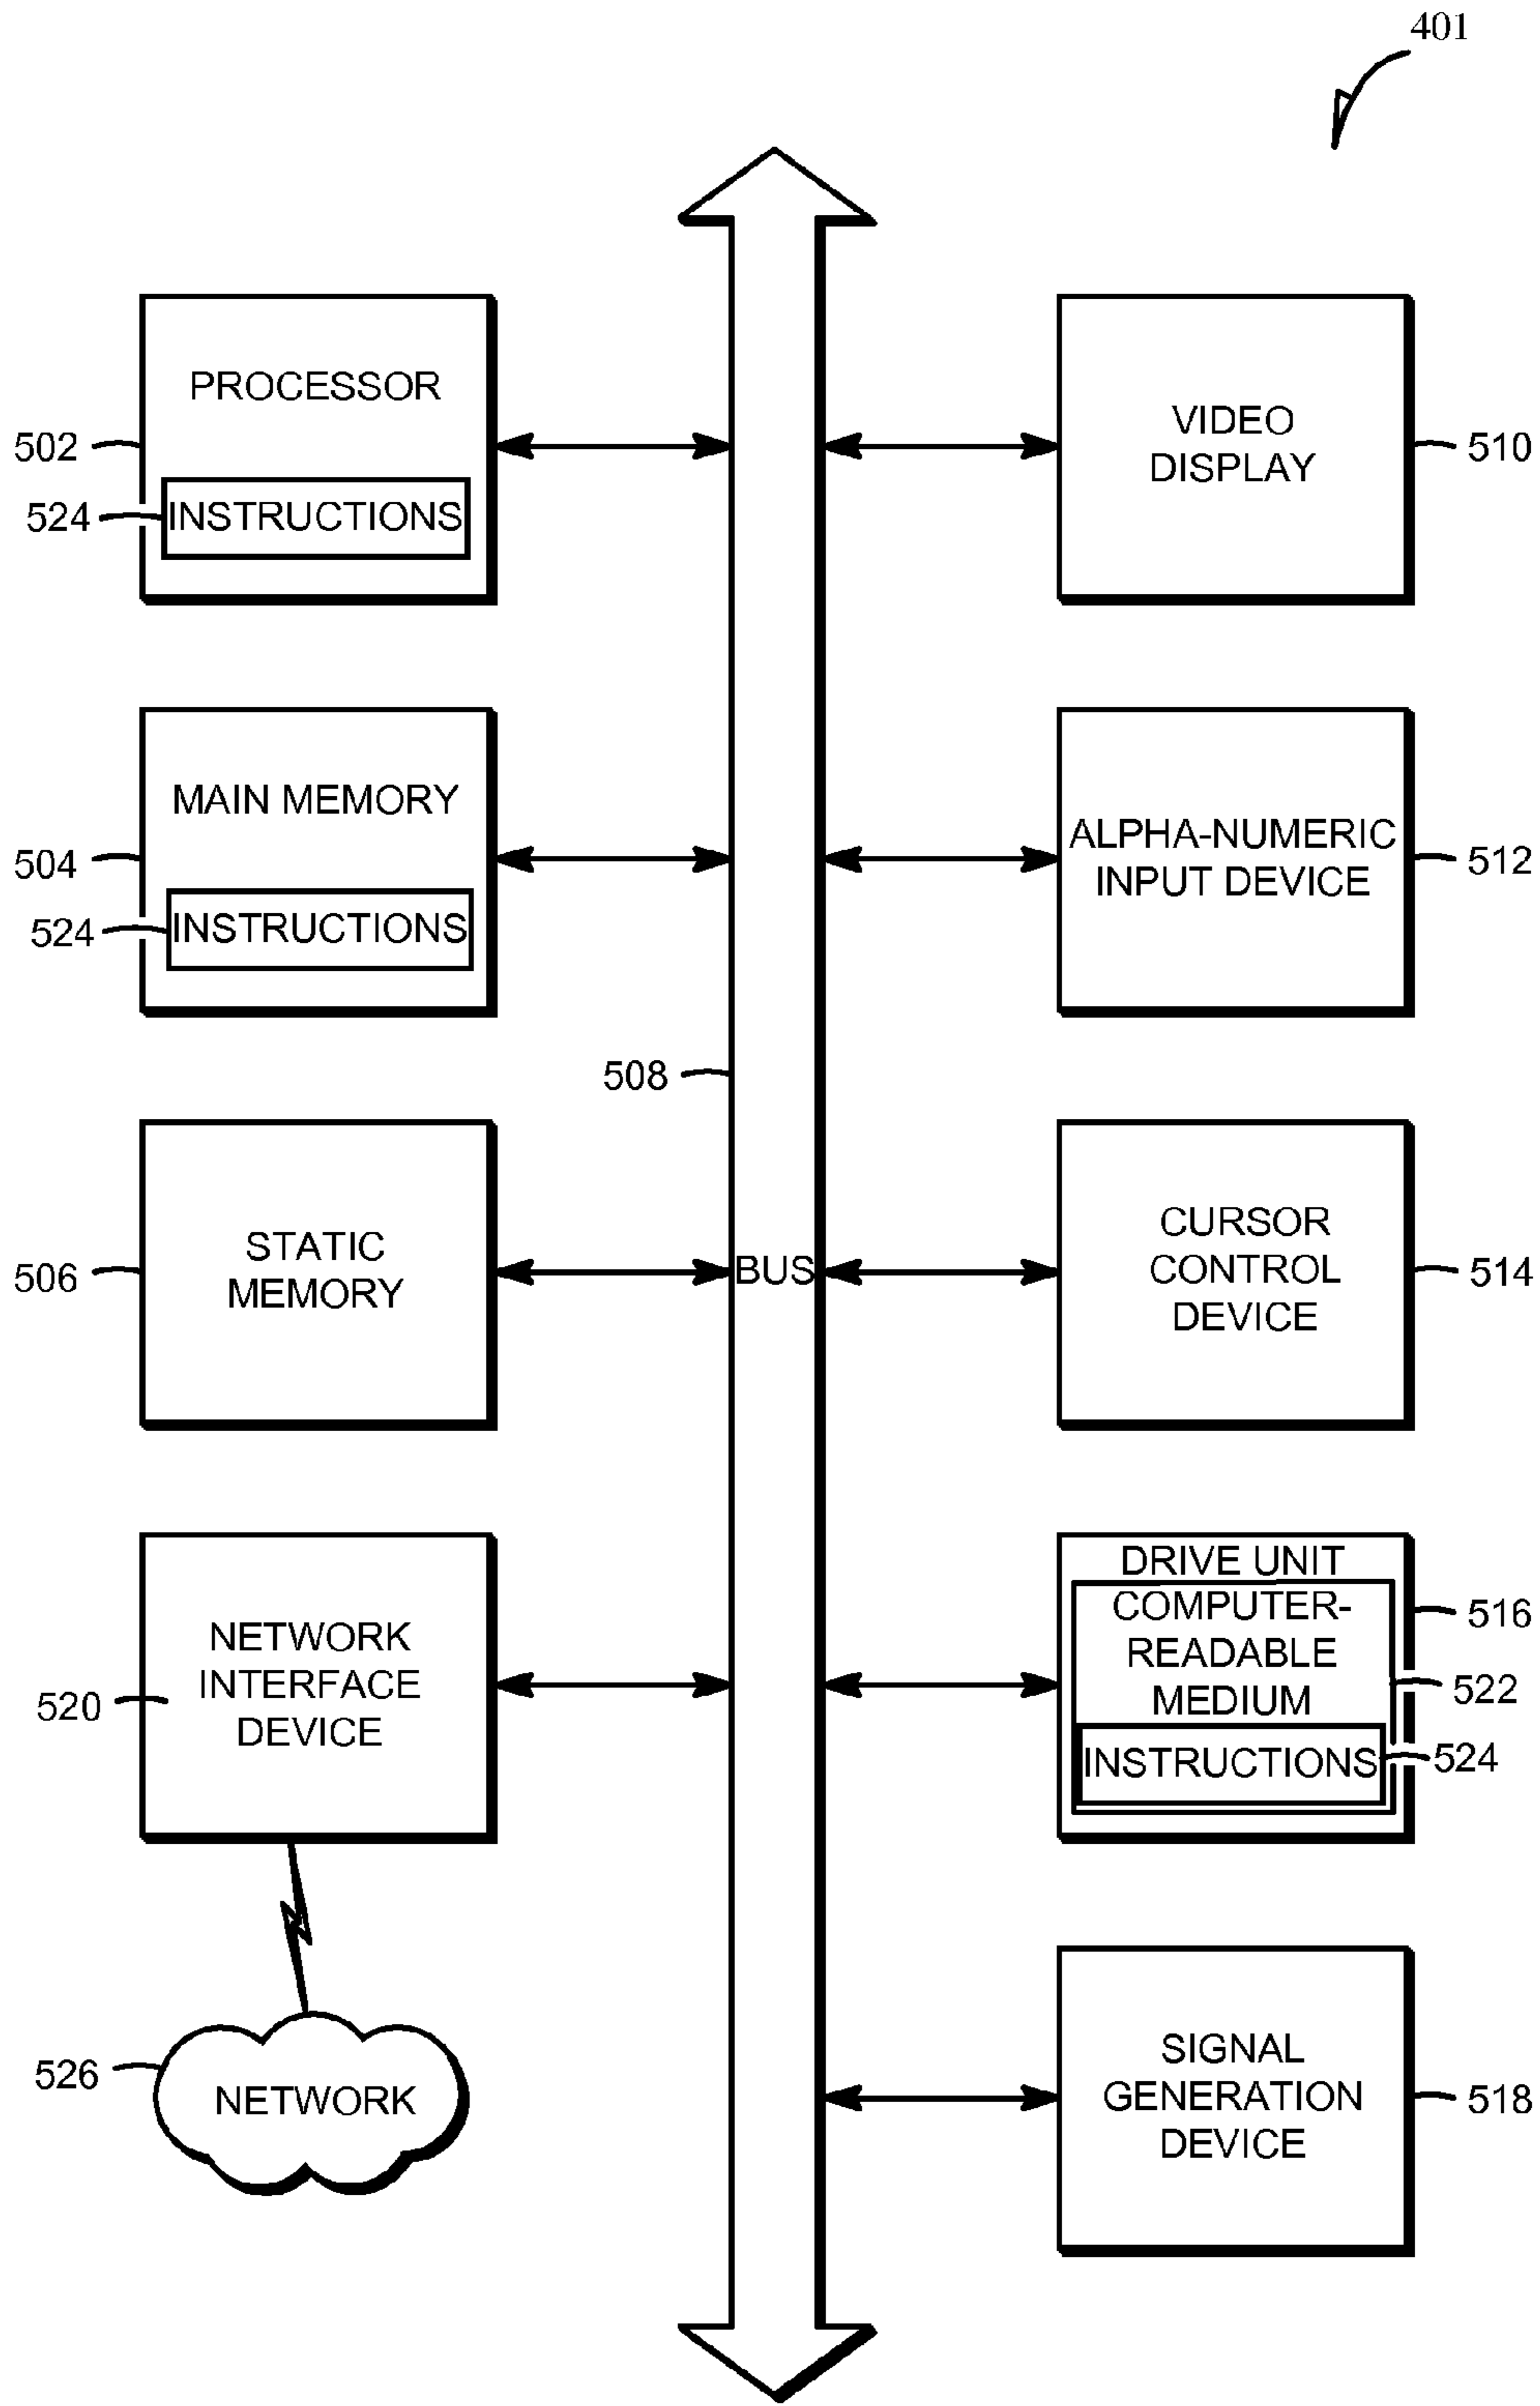 401
PROCESSOR
502
524
INSTRUCTIONS
VIDEO
DISPLAY
510
MAIN MEMORY
504
524
INSTRUCTIONS
ALPHA-NUMERIC
INPUT DEVICE
512
508
STATIC
MEMORY
506
BUS
CURSOR
CONTROL
DEVICE
514
NETWORK
INTERFACE
DEVICE
520
DRIVE UNIT
COMPUTER-
READABLE
MEDIUM
516
522
INSTRUCTIONS
524
526
NETWORK
SIGNAL
GENERATION
DEVICE
518